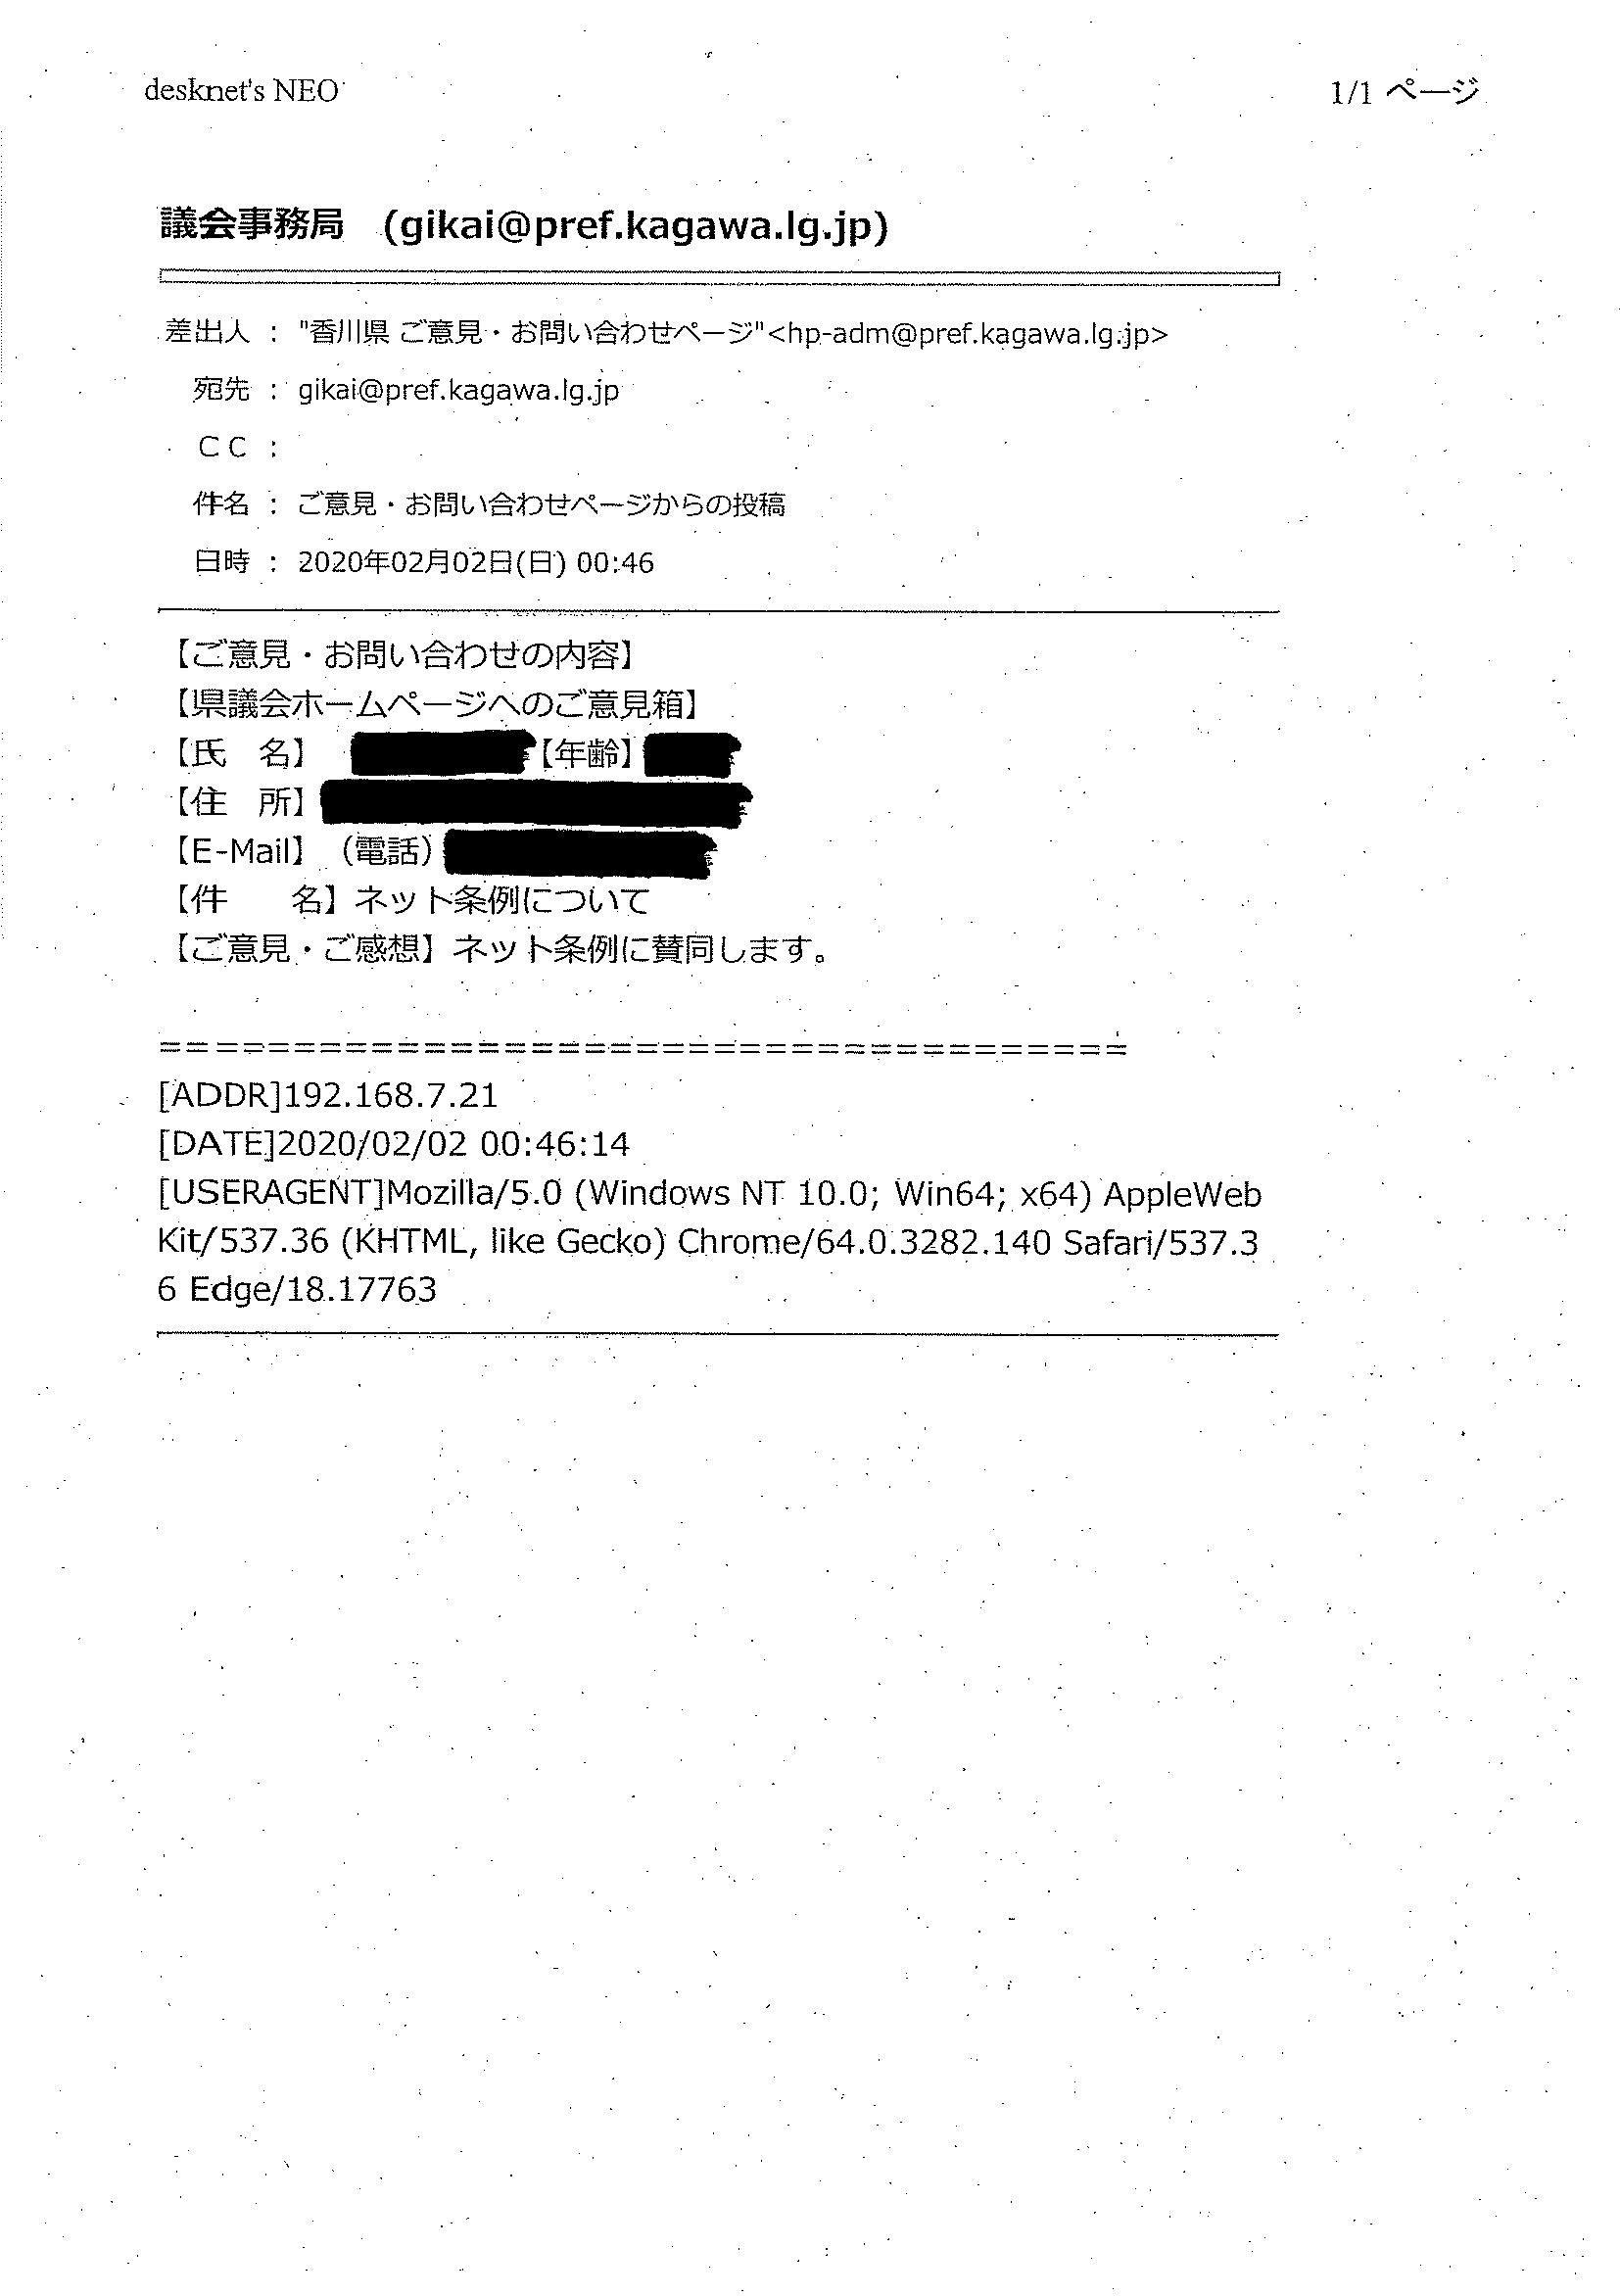 desknet's NEO
1/1 ページ
議会事務局 (gikai@pref.kagawa.lg.jp)
差出人 : "香川県 ご意見・お問い合わせページ"<hp-adm@pref.kagawa.lg.jp>
宛先 : gikai@pref.kagawa.lg.jp
CC :
件名 : ご意見・お問い合わせページからの投稿
日時 : 2020年02月02日(日) 00:46
【ご意見・お問い合わせの内容】
【県議会ホームページへのご意見箱】
【氏　名】　【年齢】
【住　所】
【E-Mail】（電話）
【件　　名】ネット条例について
【ご意見・ご感想】ネット条例に賛同します。
=====================================
[ADDR]192.168.7.21
[DATE]2020/02/02 00:46:14
[USERAGENT]Mozilla/5.0 (Windows NT 10.0; Win64; x64) AppleWeb
Kit/537.36 (KHTML, like Gecko) Chrome/64.0.3282.140 Safari/537.3
6 Edge/18.17763